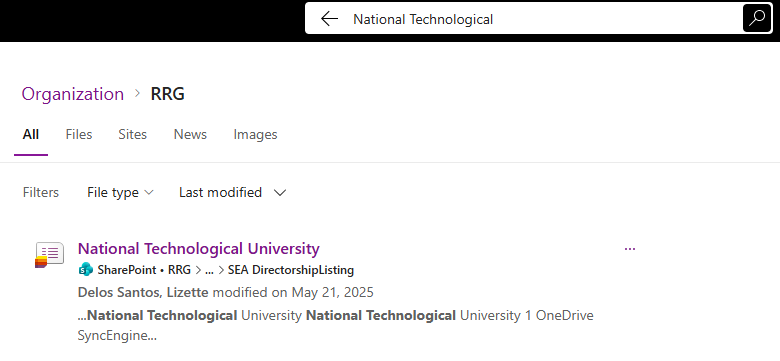 National Technological
Organization > RRG
All Files Sites News Images
Filters File type Last modified
National Technological University ...
SharePoint • RRG > ... > SEA DirectorshipListing
Delos Santos, Lizette modified on May 21, 2025
...National Technological University National Technological University 1 OneDrive
SyncEngine...